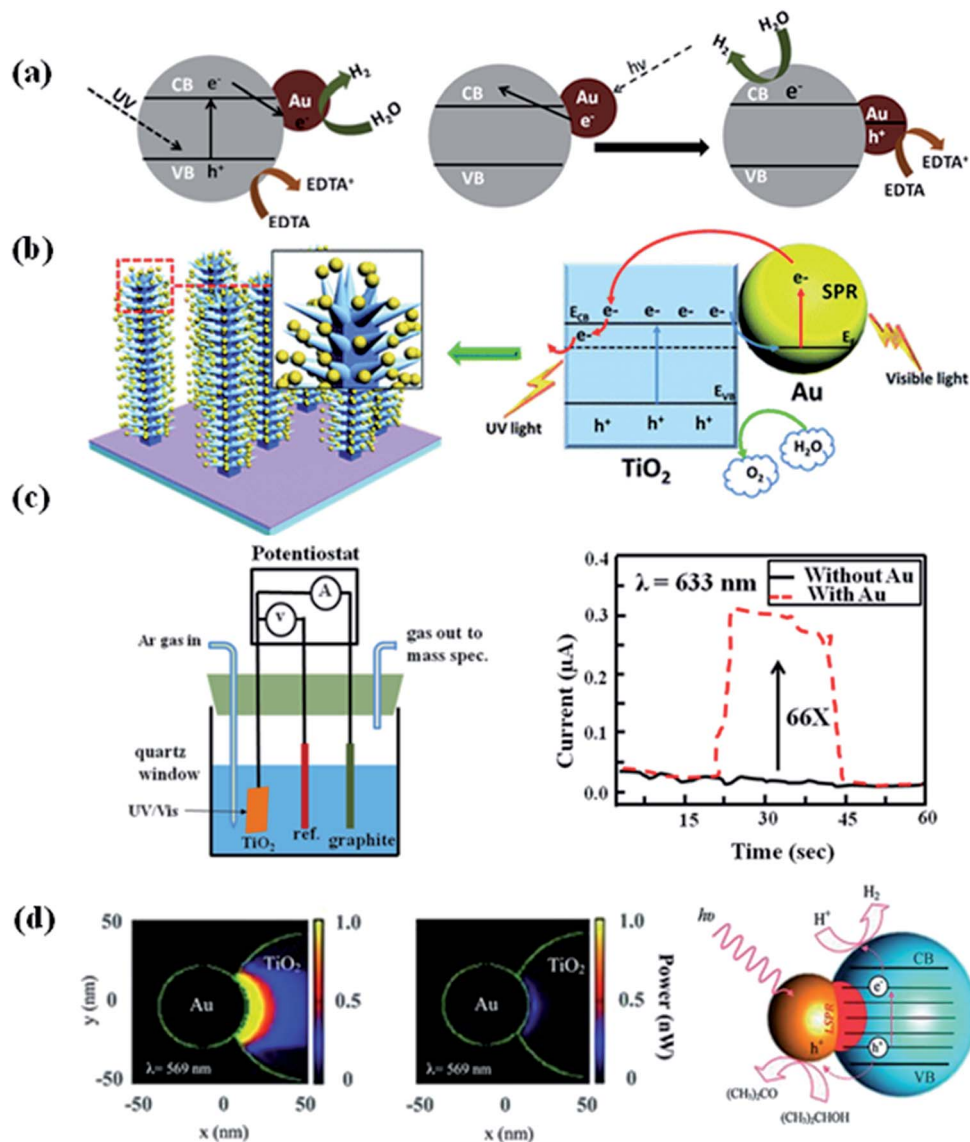 (a)
UV
CB
e-
Au
e-
H₂
H₂O
VB
h⁺
EDTA⁺
EDTA
CB
hν
Au
e-
VB
H₂
H₂O
CB
e-
Au
h⁺
VB
EDTA⁺
EDTA
(b)
E_CB
e- e- e- e-
e-
E_VB
h⁺ h⁺ h⁺
UV light
TiO₂
e-
SPR
Au
Visible light
H₂O
O₂
(c)
Potentiostat
A
v
Ar gas in
gas out to
mass spec.
quartz
window
UV/Vis
TiO₂
ref.
graphite
λ = 633 nm
Without Au
With Au
66X
Current (µA)
0.4
0.3
0.2
0.1
0.0
15 30 45 60
Time (sec)
(d)
50
0
-50
y (nm)
Au
TiO₂
λ= 569 nm
-50 0 50
x (nm)
1.0
0.5
0
Au
TiO₂
λ= 569 nm
-50 0 50
x (nm)
Power (nW)
1.0
0.5
0
hυ
H⁺
H₂
CB
e-
LSPR
h⁺
h⁺
VB
(CH₃)₂CO
(CH₃)₂CHOH